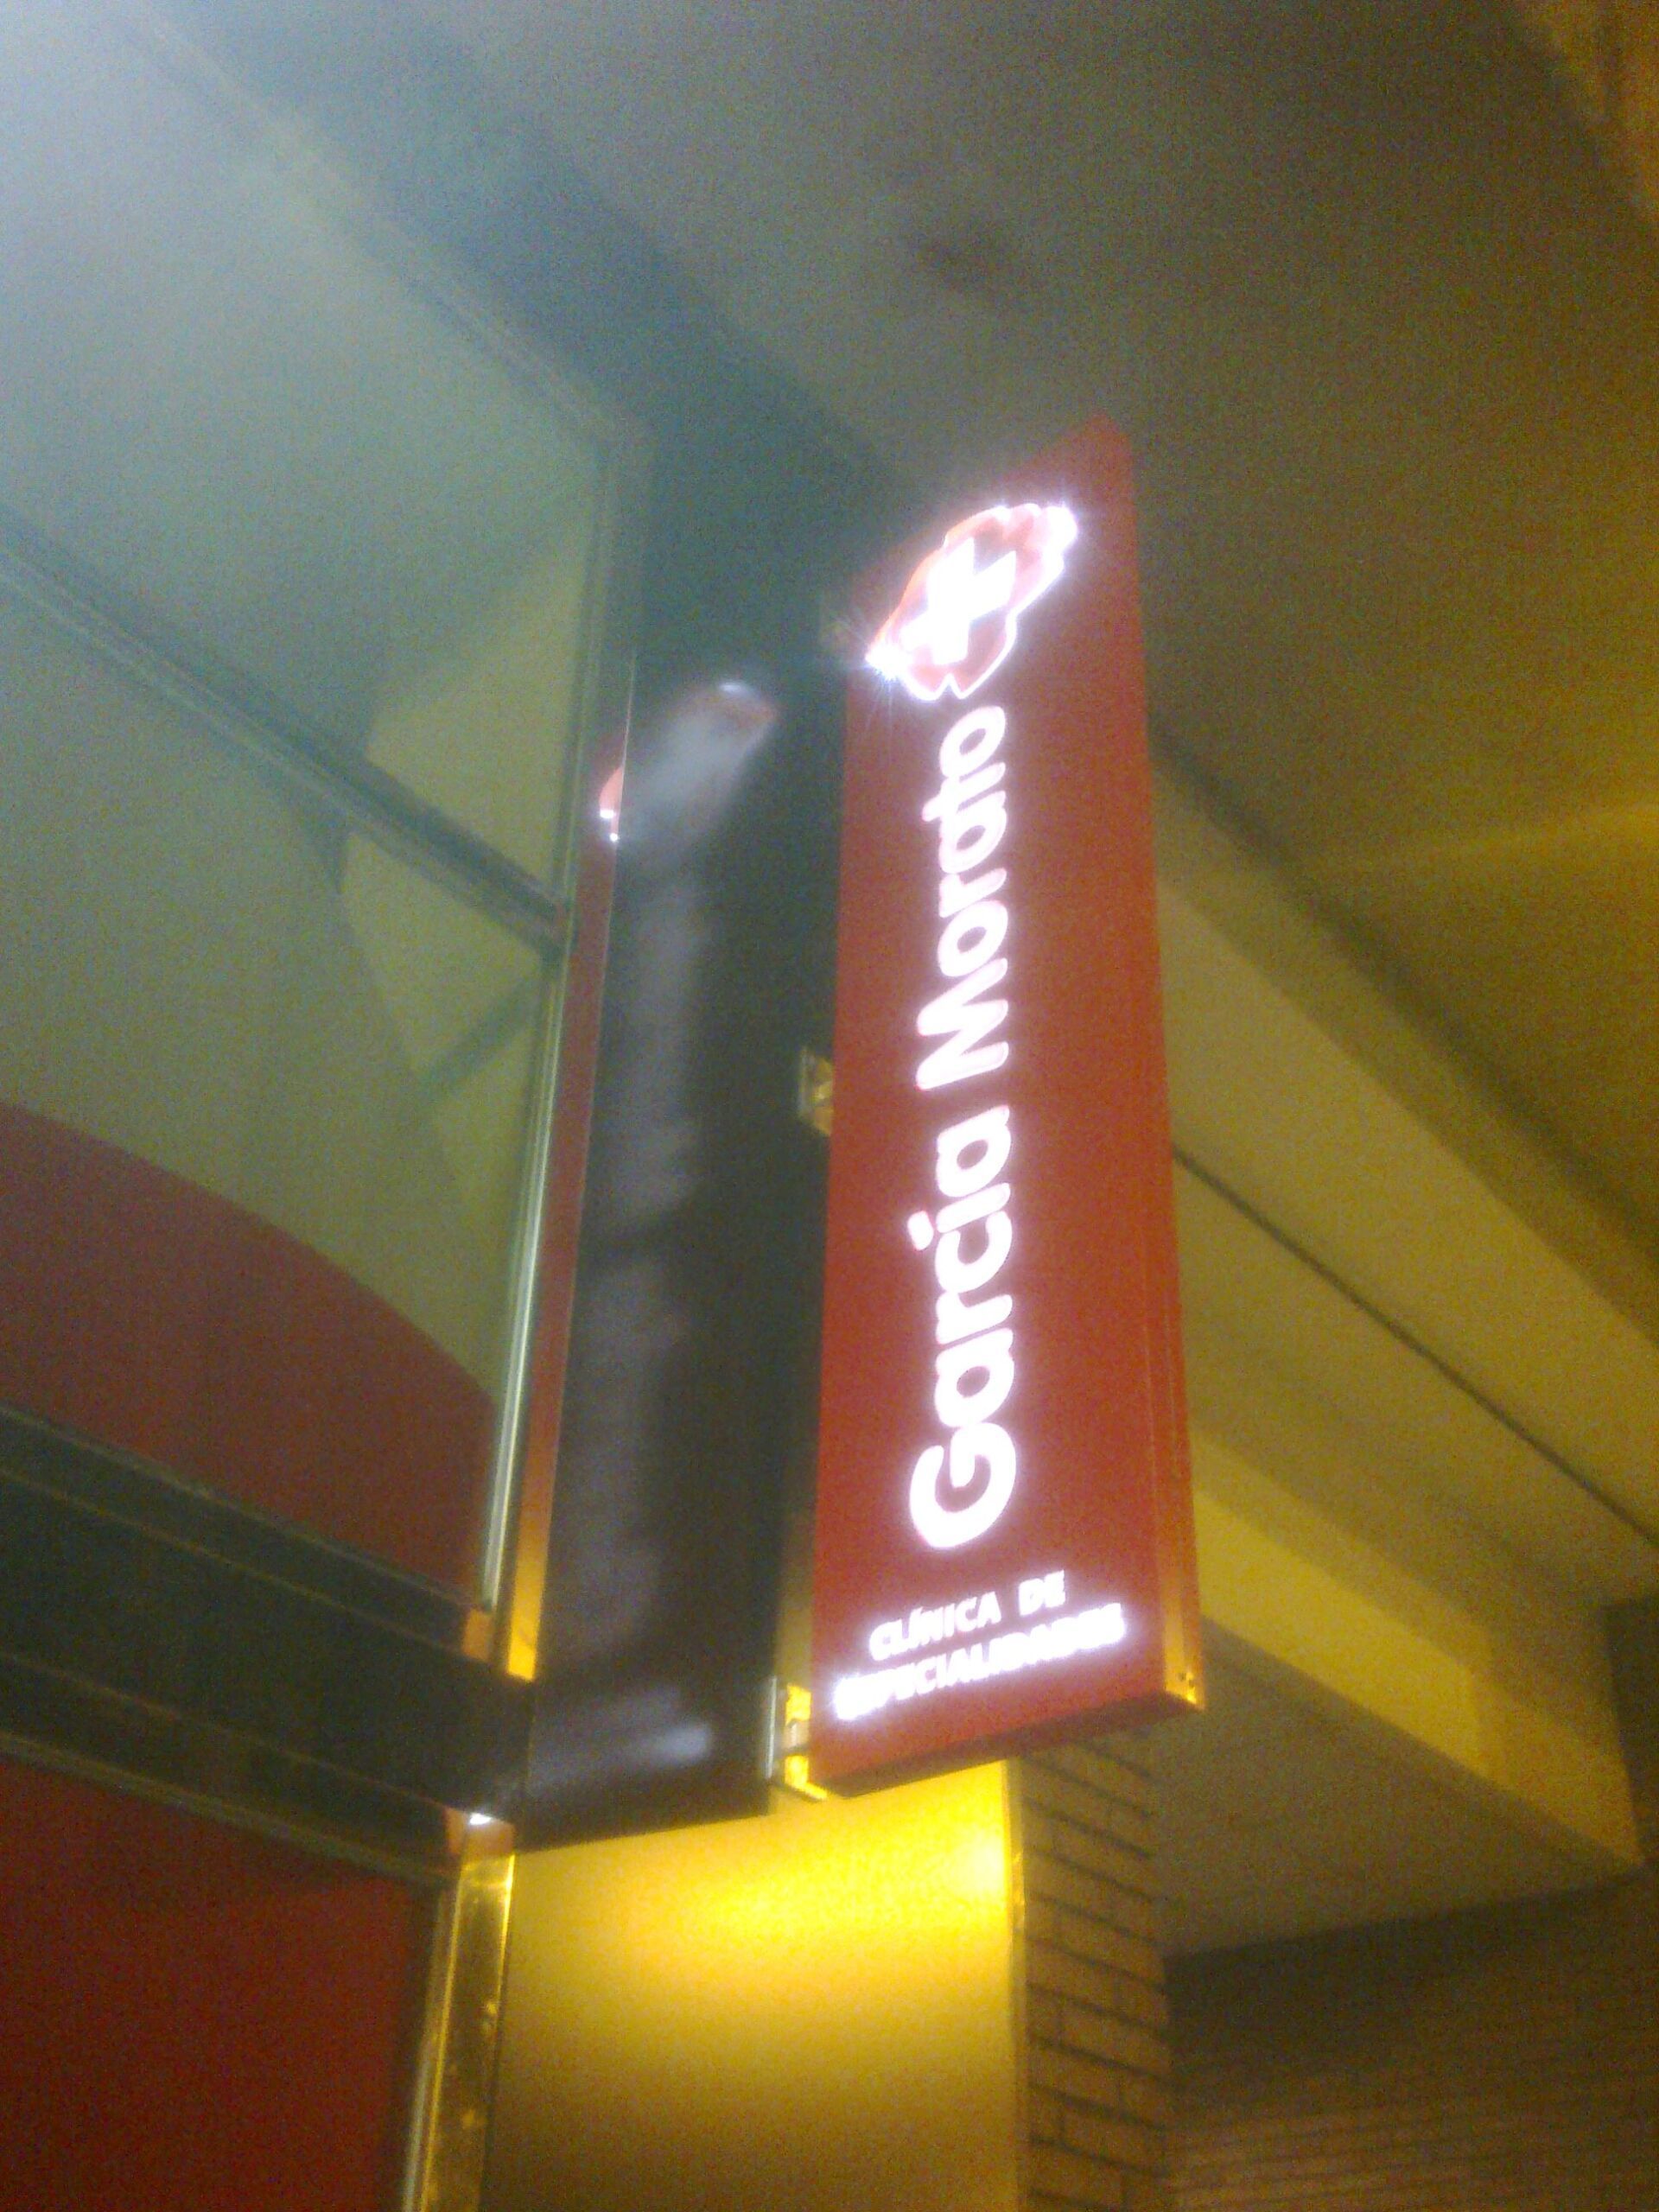 García Morato
CLÍNICA DE
ESPECIALIDADES